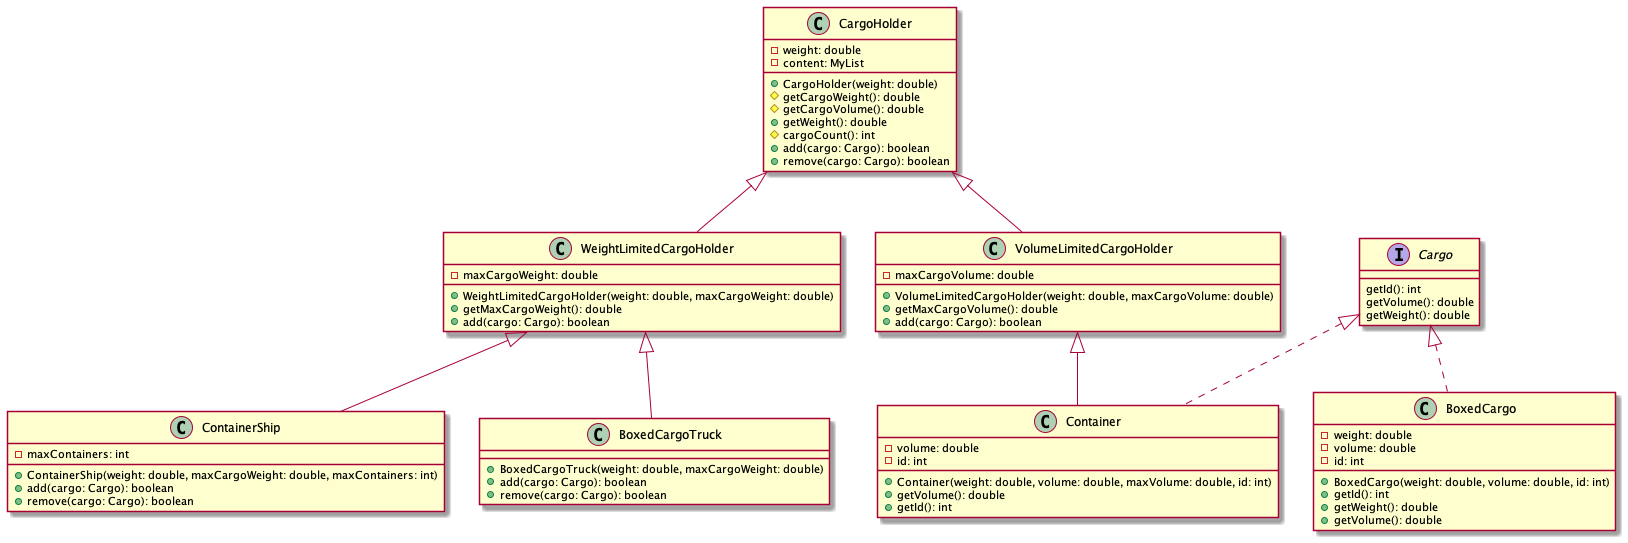 C CargoHolder
weight: double
content: MyList
CargoHolder(weight: double)
getCargoWeight(): double
getCargoVolume(): double
getWeight(): double
cargoCount(): int
add(cargo: Cargo): boolean
remove(cargo: Cargo): boolean
C WeightLimitedCargoHolder
maxCargoWeight: double
WeightLimitedCargoHolder(weight: double, maxCargoWeight: double)
getMaxCargoWeight(): double
add(cargo: Cargo): boolean
C VolumeLimitedCargoHolder
maxCargoVolume: double
VolumeLimitedCargoHolder(weight: double, maxCargoVolume: double)
getMaxCargoVolume(): double
add(cargo: Cargo): boolean
I Cargo
getId(): int
getVolume(): double
getWeight(): double
C ContainerShip
maxContainers: int
ContainerShip(weight: double, maxCargoWeight: double, maxContainers: int)
add(cargo: Cargo): boolean
remove(cargo: Cargo): boolean
C BoxedCargoTruck
BoxedCargoTruck(weight: double, maxCargoWeight: double)
add(cargo: Cargo): boolean
remove(cargo: Cargo): boolean
C Container
volume: double
id: int
Container(weight: double, volume: double, maxVolume: double, id: int)
getVolume(): double
getId(): int
C BoxedCargo
weight: double
volume: double
id: int
BoxedCargo(weight: double, volume: double, id: int)
getId(): int
getWeight(): double
getVolume(): double